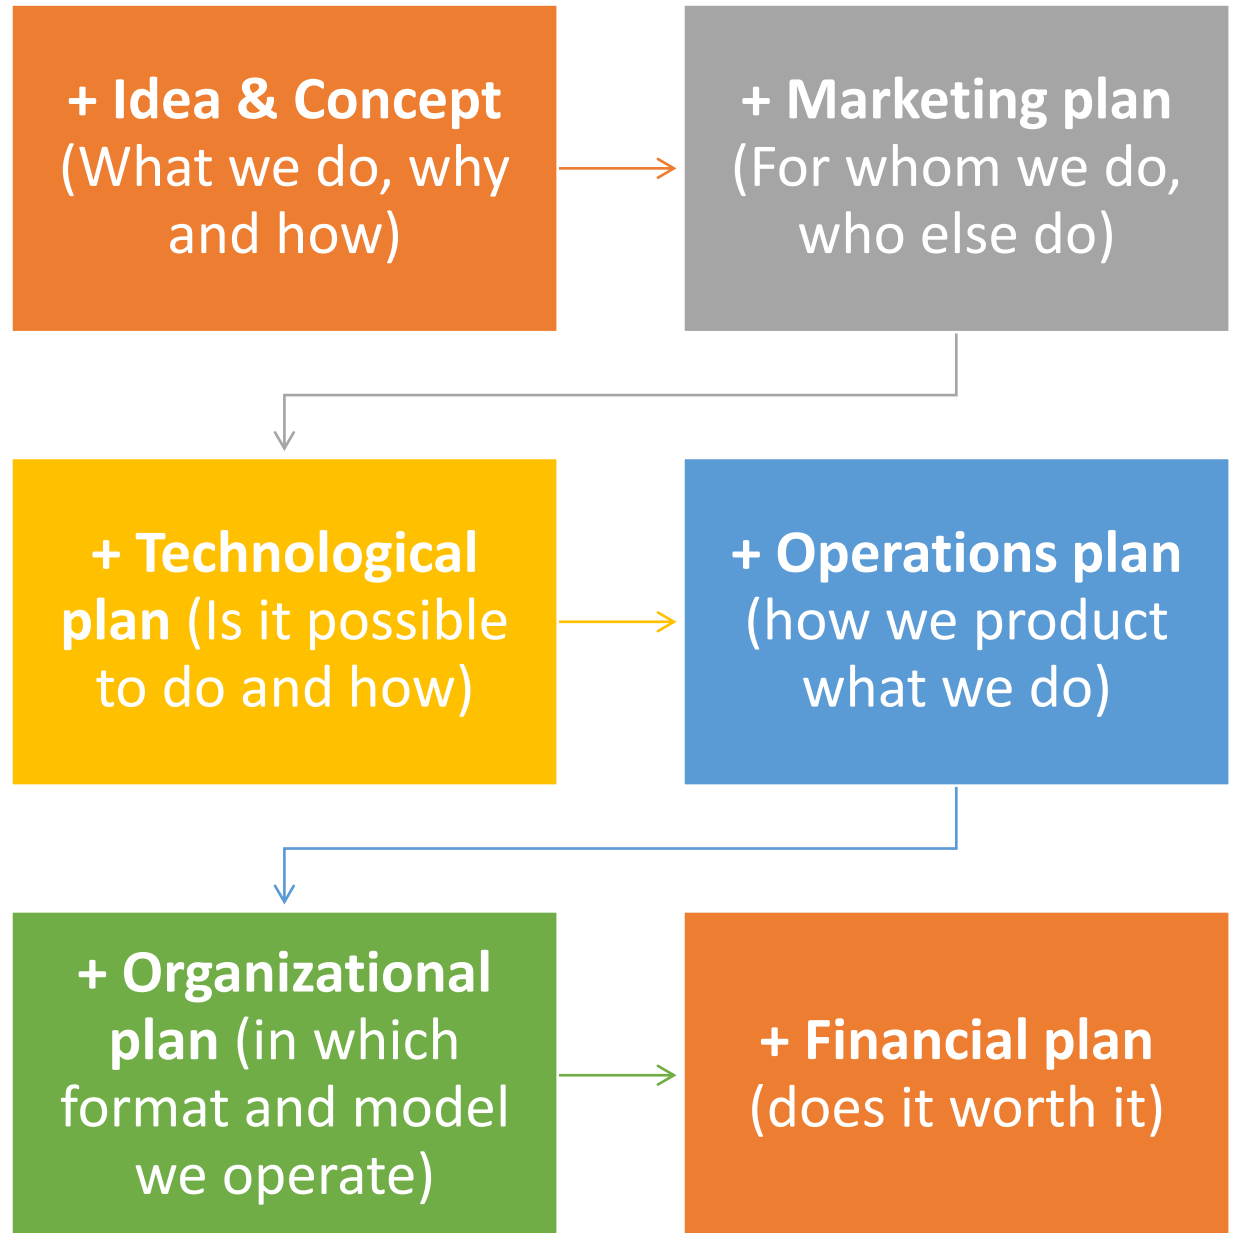 + Idea & Concept
(What we do, why
and how)
+ Marketing plan
(For whom we do,
who else do)
+ Technological
plan (Is it possible
to do and how)
+ Operations plan
(how we product
what we do)
+ Organizational
plan (in which
format and model
we operate)
+ Financial plan
(does it worth it)